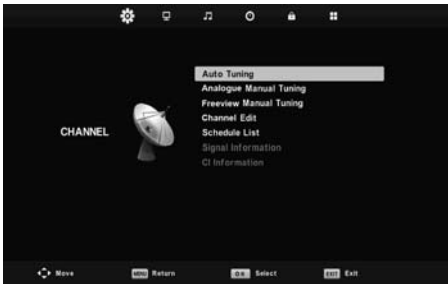 Auto Tuning
Analogue Manual Tuning
Freeview Manual Tuning
Channel Edit
CHANNEL
Schedule List
Signal Information
CI Information
Move
MENU Return
OK Select
EXIT Exit